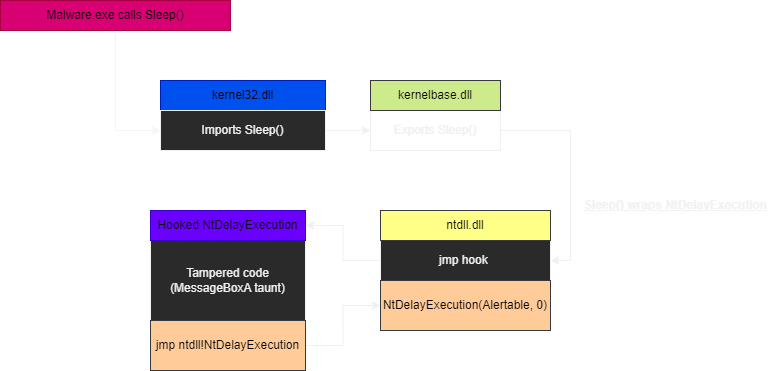 Malware.exe calls Sleep()
kernel32.dll
kernelbase.dll
Imports Sleep()
Exports Sleep()
Sleep() wraps NtDelayExecution
Hooked NtDelayExecution
ntdll.dll
jmp hook
Tampered code
(MessageBoxA taunt)
NtDelayExecution(Alertable, 0)
jmp ntdll!NtDelayExecution